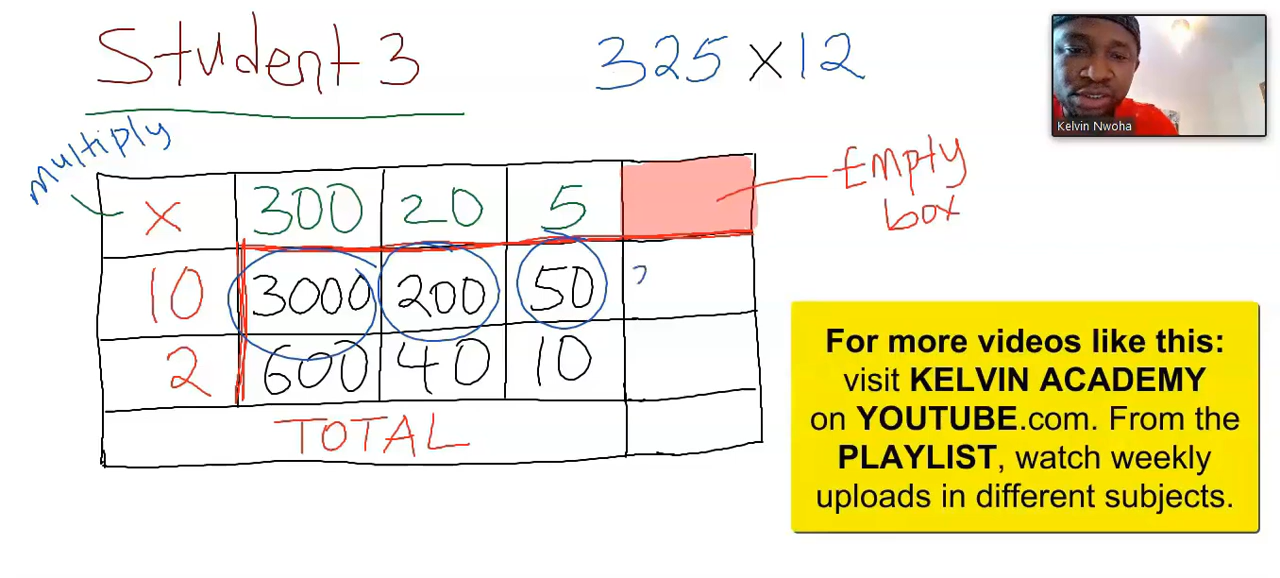 Student 3
325 × 12
Kelvin Nwoha
multiply
Empty
box
× 300 20 5
10 3000 200 50
2 600 40 10
TOTAL
For more videos like this:
visit KELVIN ACADEMY
on YOUTUBE.com. From the
PLAYLIST, watch weekly
uploads in different subjects.